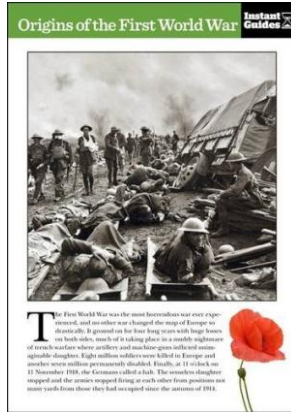 Origins of the First World War
Instant
Guides
The First World War was the most horrendous war ever expe-
rienced, and no other war changed the map of Europe so
drastically. It ground on for four long years with huge losses
on both sides, much of it taking place in a muddy nightmare
of trench warfare where artillery and machine-guns inflicted unim-
aginable slaughter. Eight million soldiers were killed in Europe and
another seven million permanently disabled. Finally, at 11 o'clock on
11 November 1918, the Germans called a halt. The senseless slaughter
stopped and the armies stopped firing at each other from positions not
many yards from those they had occupied since the autumn of 1914.